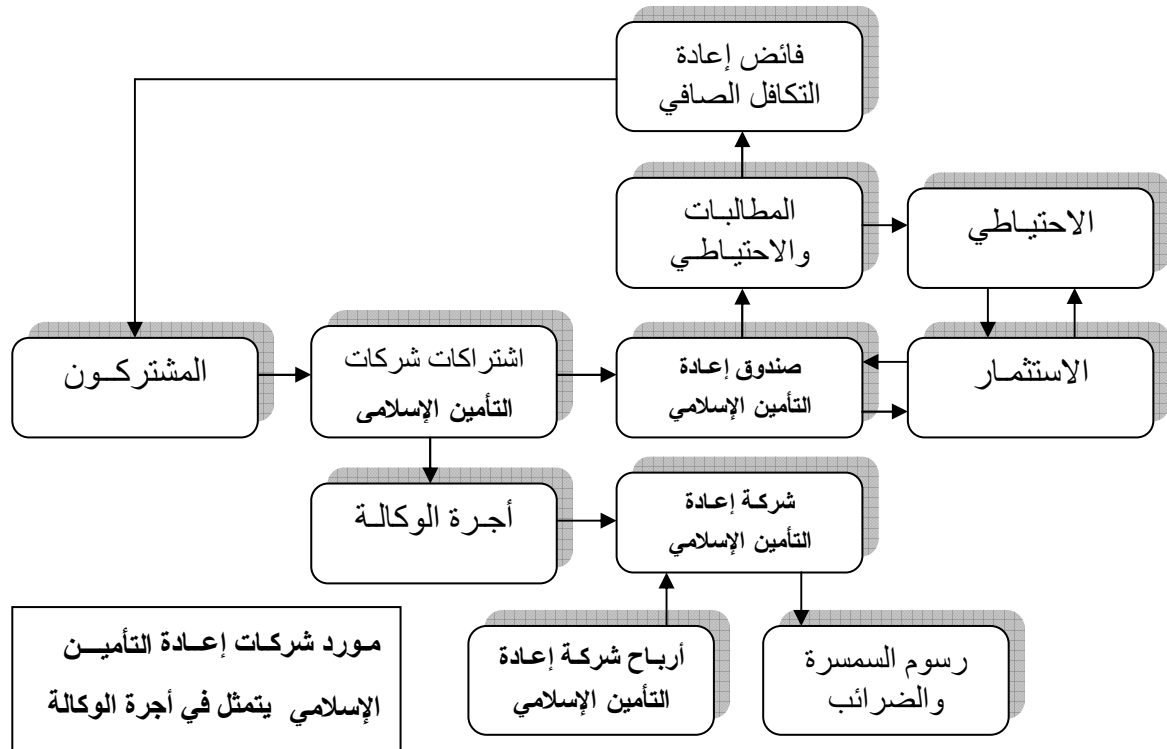 فائض إعادة
التكافل الصافي
المطالبات
والاحتياطي
الاحتياطي
المشتركون
اشتراكات شركات
التأمين الإسلامى
صندوق إعادة
التأمين الإسلامي
الاستثمار
أجرة الوكالة
شركة إعادة
التأمين الإسلامي
أرباح شركة إعادة
التأمين الإسلامي
رسوم السمسرة
والضرائب
مورد شركات إعادة التأمين
الإسلامي يتمثل في أجرة الوكالة